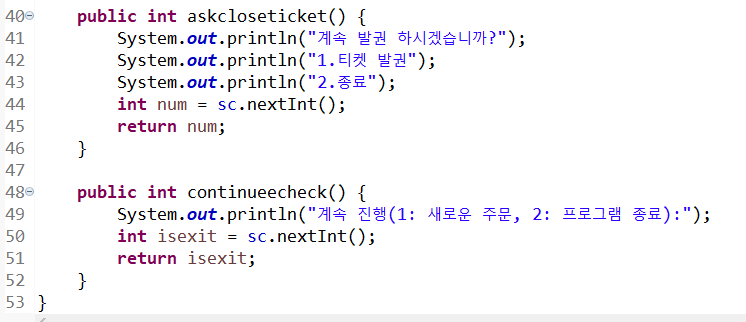 40 public int askcloseticket() {
41 System.out.println("계속 발권 하시겠습니까?");
42 System.out.println("1.티켓 발권");
43 System.out.println("2.종료");
44 int num = sc.nextInt();
45 return num;
46 }
47
48 public int continueecheck() {
49 System.out.println("계속 진행(1: 새로운 주문, 2: 프로그램 종료):");
50 int isexit = sc.nextInt();
51 return isexit;
52 }
53 }